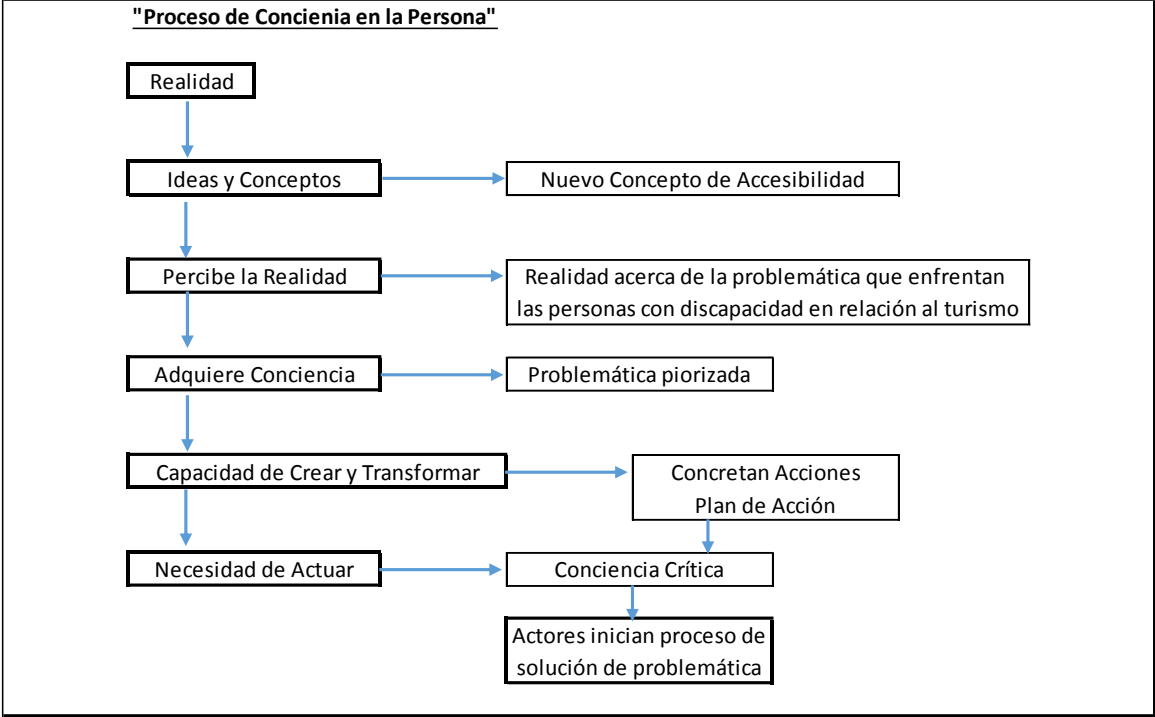 "Proceso de Concienia en la Persona"
Realidad
Ideas y Conceptos
Nuevo Concepto de Accesibilidad
Percibe la Realidad
Realidad acerca de la problemática que enfrentan
las personas con discapacidad en relación al turismo
Adquiere Conciencia
Problemática piorizada
Capacidad de Crear y Transformar
Concretan Acciones
Plan de Acción
Necesidad de Actuar
Conciencia Crítica
Actores inician proceso de
solución de problemática